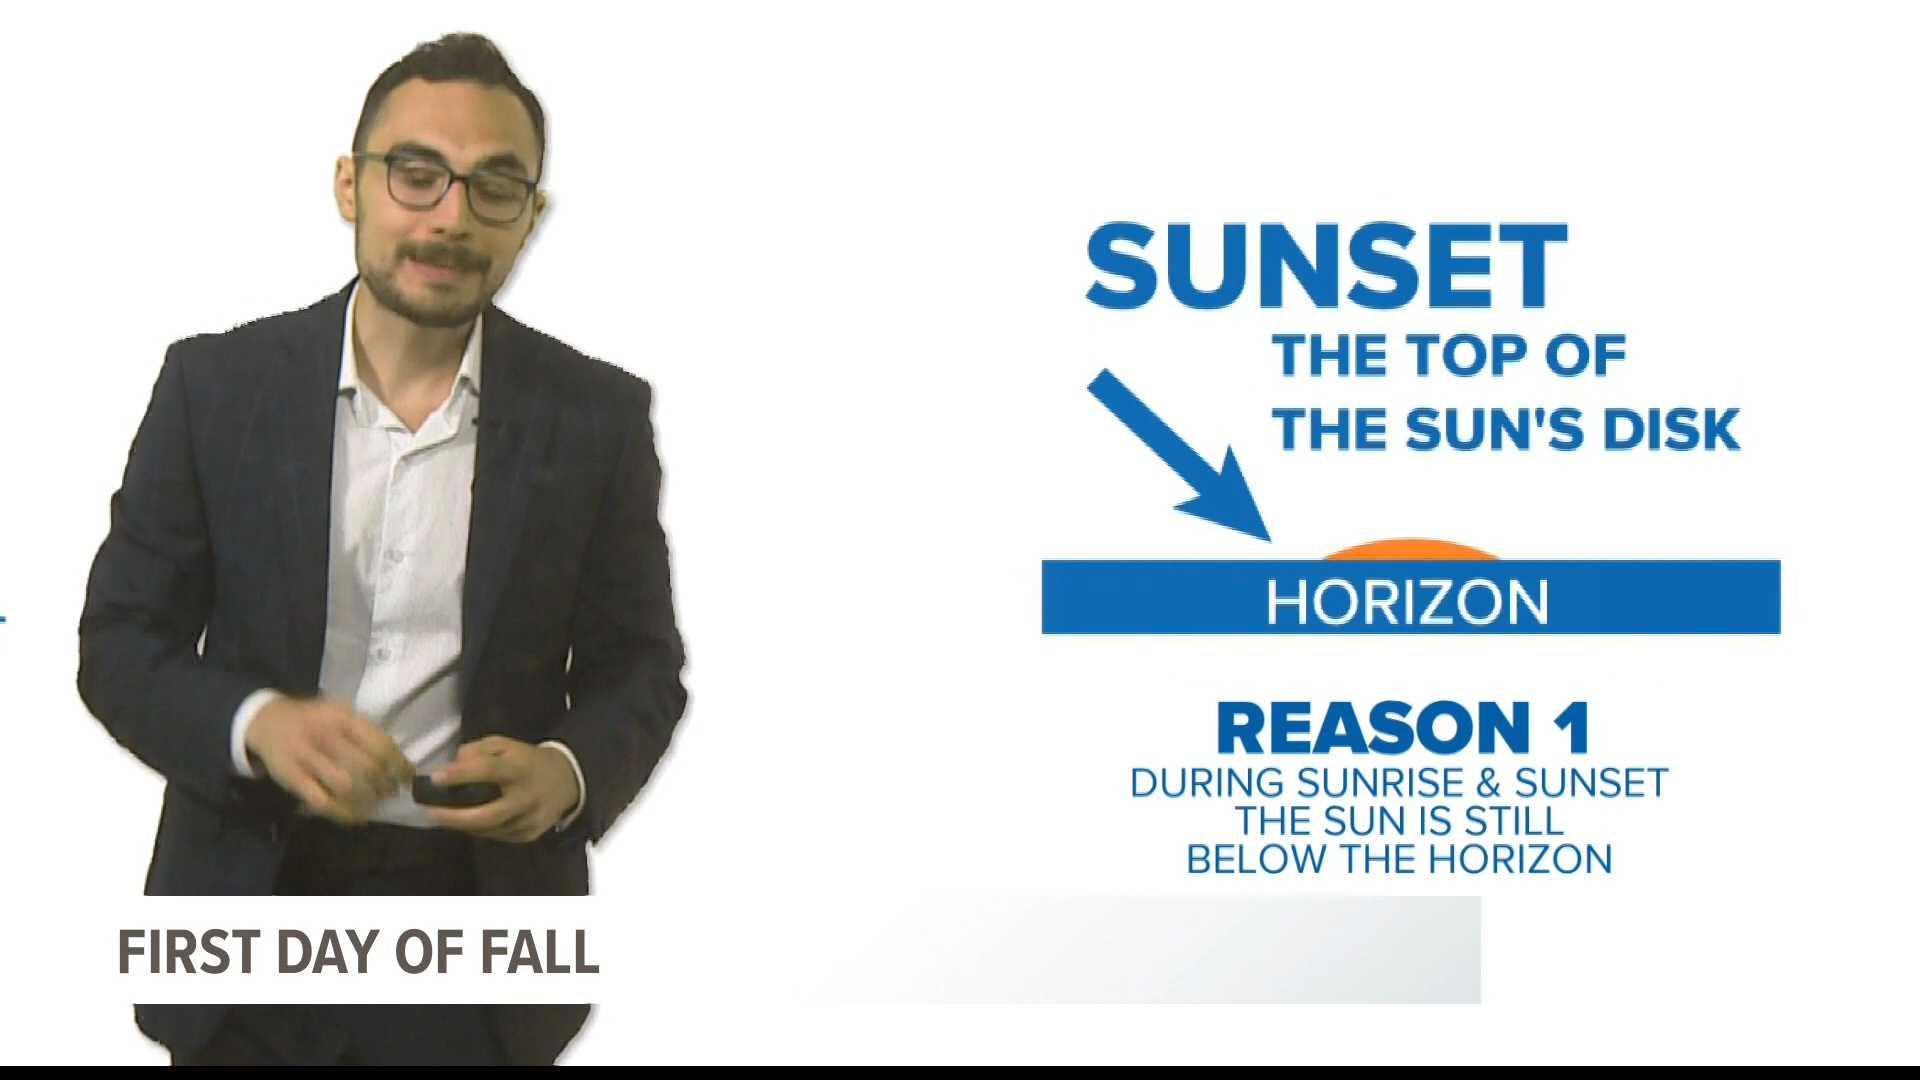 SUNSET
THE TOP OF
THE SUN'S DISK
HORIZON
REASON 1
DURING SUNRISE & SUNSET
THE SUN IS STILL
BELOW THE HORIZON
FIRST DAY OF FALL